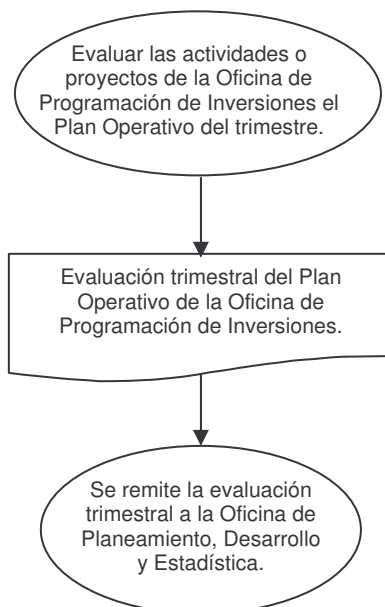 Evaluar las actividades o
proyectos de la Oficina de
Programación de Inversiones el
Plan Operativo del trimestre.
Evaluación trimestral del Plan
Operativo de la Oficina de
Programación de Inversiones.
Se remite la evaluación
trimestral a la Oficina de
Planeamiento, Desarrollo
y Estadística.